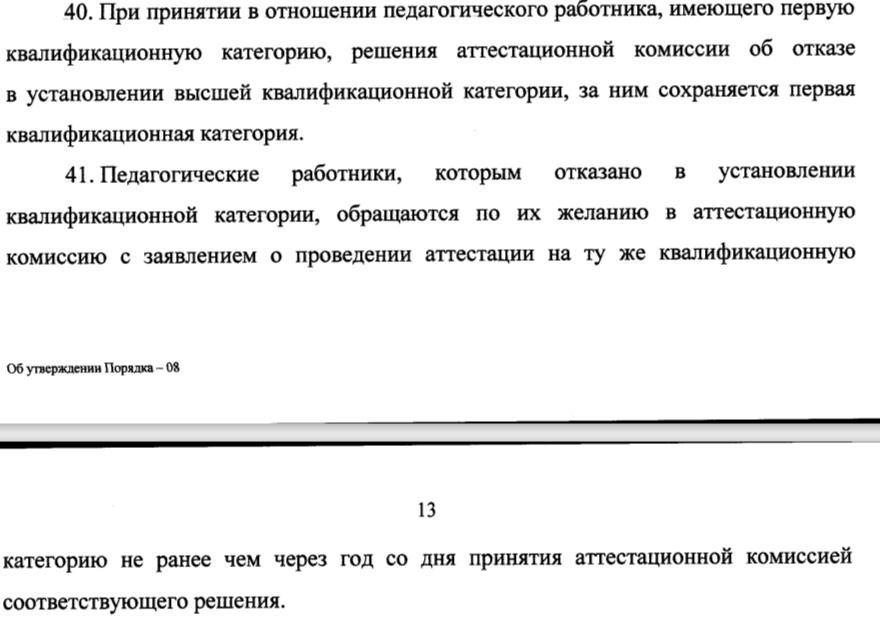 40. При принятии в отношении педагогического работника, имеющего первую
квалификационную категорию, решения аттестационной комиссии об отказе
в установлении высшей квалификационной категории, за ним сохраняется первая
квалификационная категория.
41. Педагогические работники, которым отказано в установлении
квалификационной категории, обращаются по их желанию в аттестационную
комиссию с заявлением о проведении аттестации на ту же квалификационную
Об утверждении Порядка – 08
13
категорию не ранее чем через год со дня принятия аттестационной комиссией
соответствующего решения.